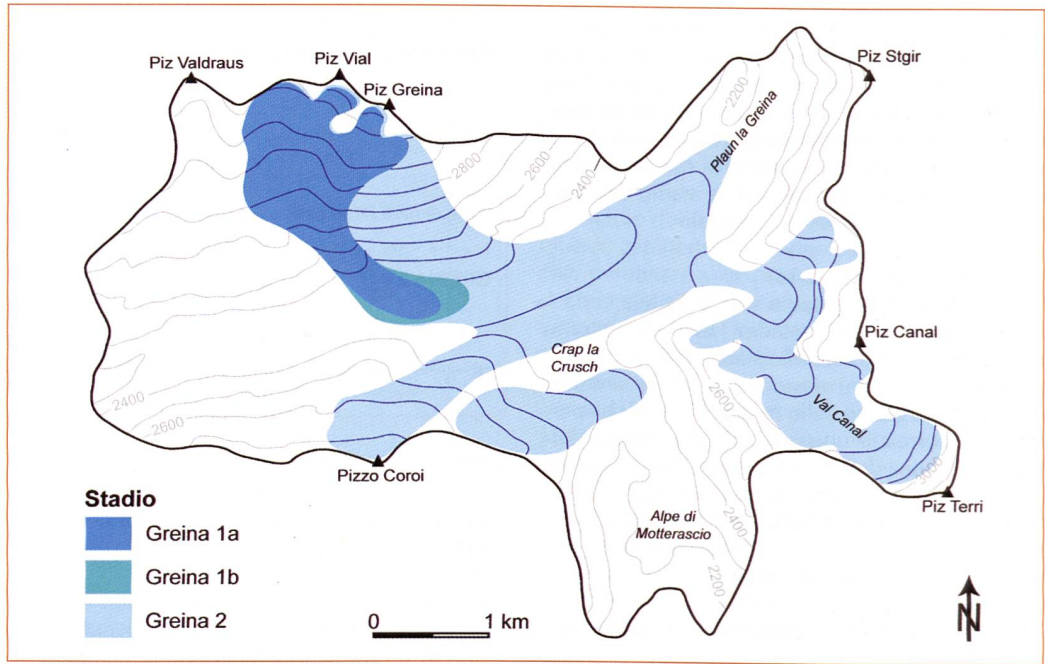 Piz Valdraus
Piz Vial
Piz Greina
Piz Stgir
2200
Plaun la Greina
2800
2600
2400
Piz Canal
Crap la
Crusch
2400
2600
2600
Val Canal
3000
Pizzo Coroi
Piz Terri
Alpe di
Motterascio
2400
2200
Stadio
Greina 1a
Greina 1b
Greina 2
0
1 km
N